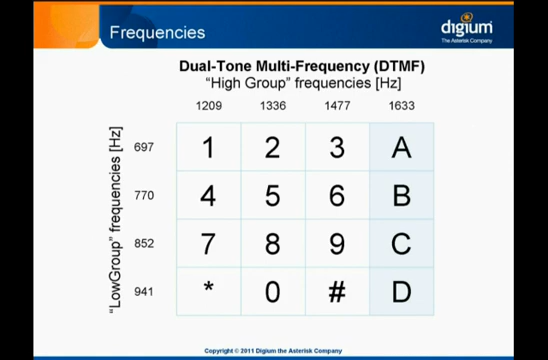 Frequencies
digium
The Asterisk Company
Dual-Tone Multi-Frequency (DTMF)
“High Group” frequencies [Hz]
1209 1336 1477 1633
“LowGroup” frequencies [Hz]
697 1 2 3 A
770 4 5 6 B
852 7 8 9 C
941 * 0 # D
Copyright © 2011 Digium the Asterisk Company